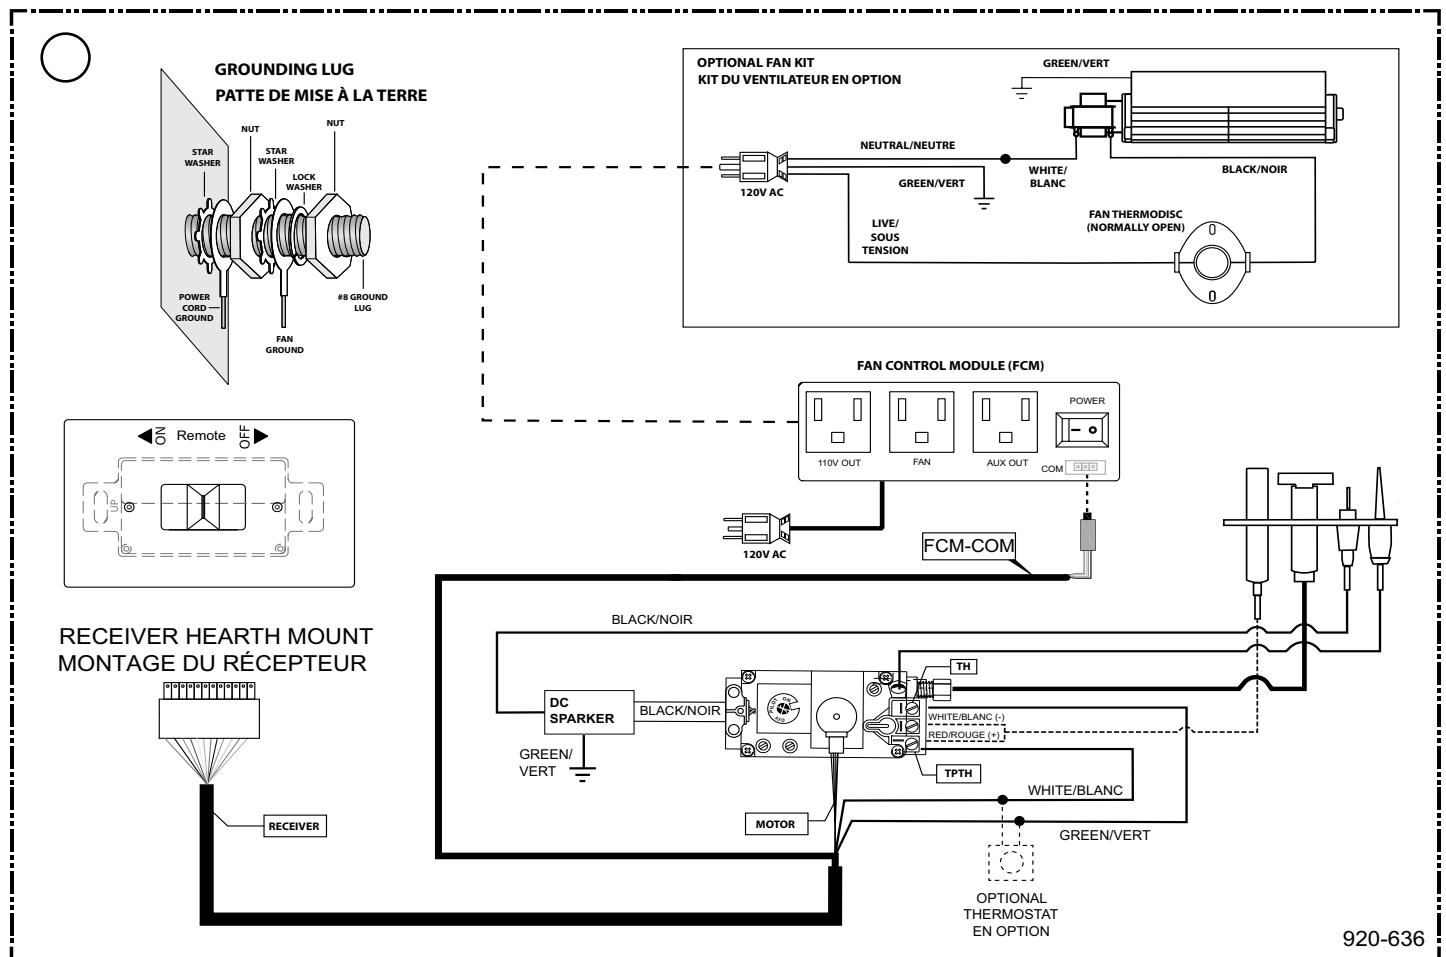 GROUNDING LUG
PATTE DE MISE À LA TERRE
NUT
NUT
STAR
WASHER
STAR
WASHER
LOCK
WASHER
POWER
CORD
GROUND
#8 GROUND
LUG
FAN
GROUND
OPTIONAL FAN KIT
KIT DU VENTILATEUR EN OPTION
GREEN/VERT
NEUTRAL/NEUTRE
120V AC
GREEN/VERT
WHITE/
BLANC
BLACK/NOIR
LIVE/
SOUS
TENSION
FAN THERMODISC
(NORMALLY OPEN)
FAN CONTROL MODULE (FCM)
POWER
110V OUT
FAN
AUX OUT
COM
120V AC
FCM-COM
ON
Remote
OFF
UP
RECEIVER HEARTH MOUNT
MONTAGE DU RÉCEPTEUR
RECEIVER
BLACK/NOIR
DC
SPARKER
BLACK/NOIR
GREEN/
VERT
PILOT
ON
OFF
TH
WHITE/BLANC (-)
RED/ROUGE (+)
TPTH
MOTOR
WHITE/BLANC
GREEN/VERT
OPTIONAL
THERMOSTAT
EN OPTION
920-636